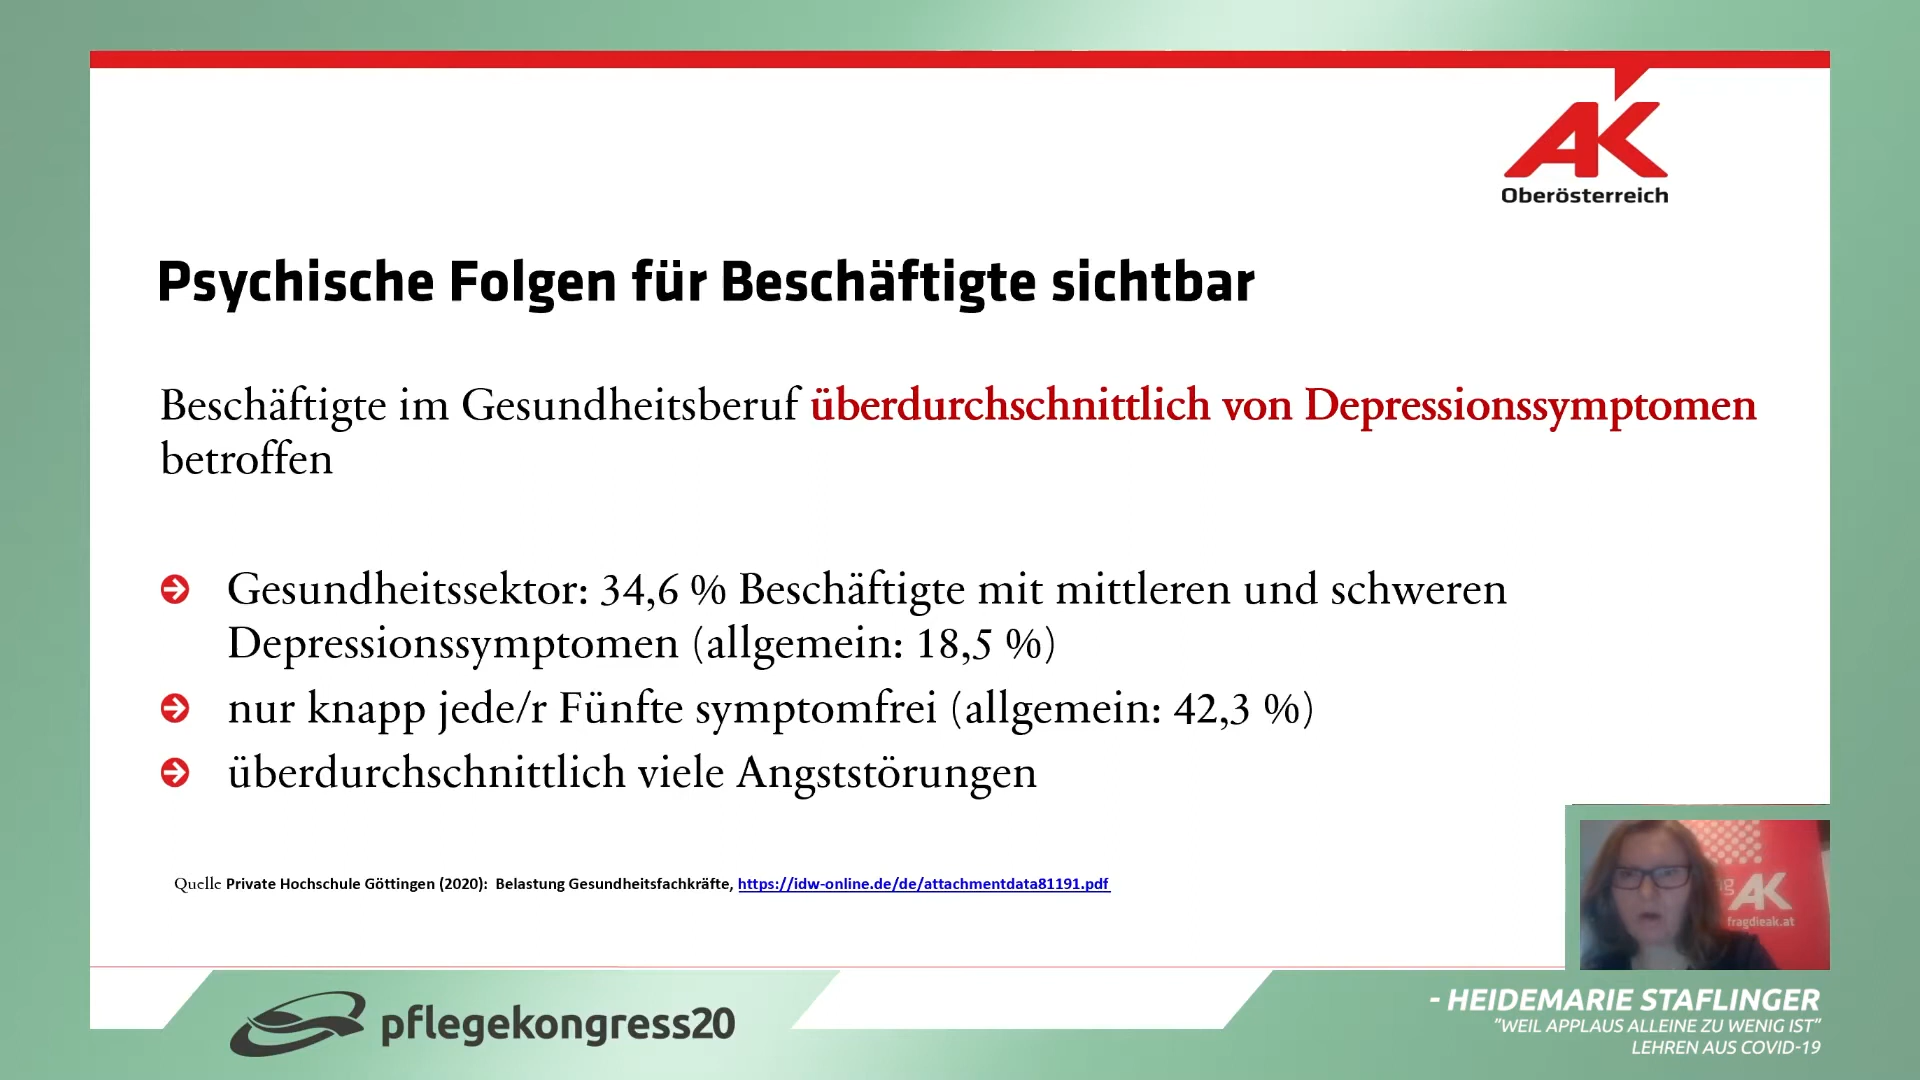 AK
Oberösterreich
Psychische Folgen für Beschäftigte sichtbar
Beschäftigte im Gesundheitsberuf überdurchschnittlich von Depressionssymptomen
betroffen
Gesundheitssektor: 34,6 % Beschäftigte mit mittleren und schweren
Depressionssymptomen (allgemein: 18,5 %)
nur knapp jede/r Fünfte symptomfrei (allgemein: 42,3 %)
überdurchschnittlich viele Angststörungen
Quelle Private Hochschule Göttingen (2020): Belastung Gesundheitsfachkräfte, https://idw-online.de/de/attachmentdata81191.pdf
AK
fragdieak.at
pflegekongress20
- HEIDEMARIE STAFLINGER
"WEIL APPLAUS ALLEINE ZU WENIG IST"
LEHREN AUS COVID-19